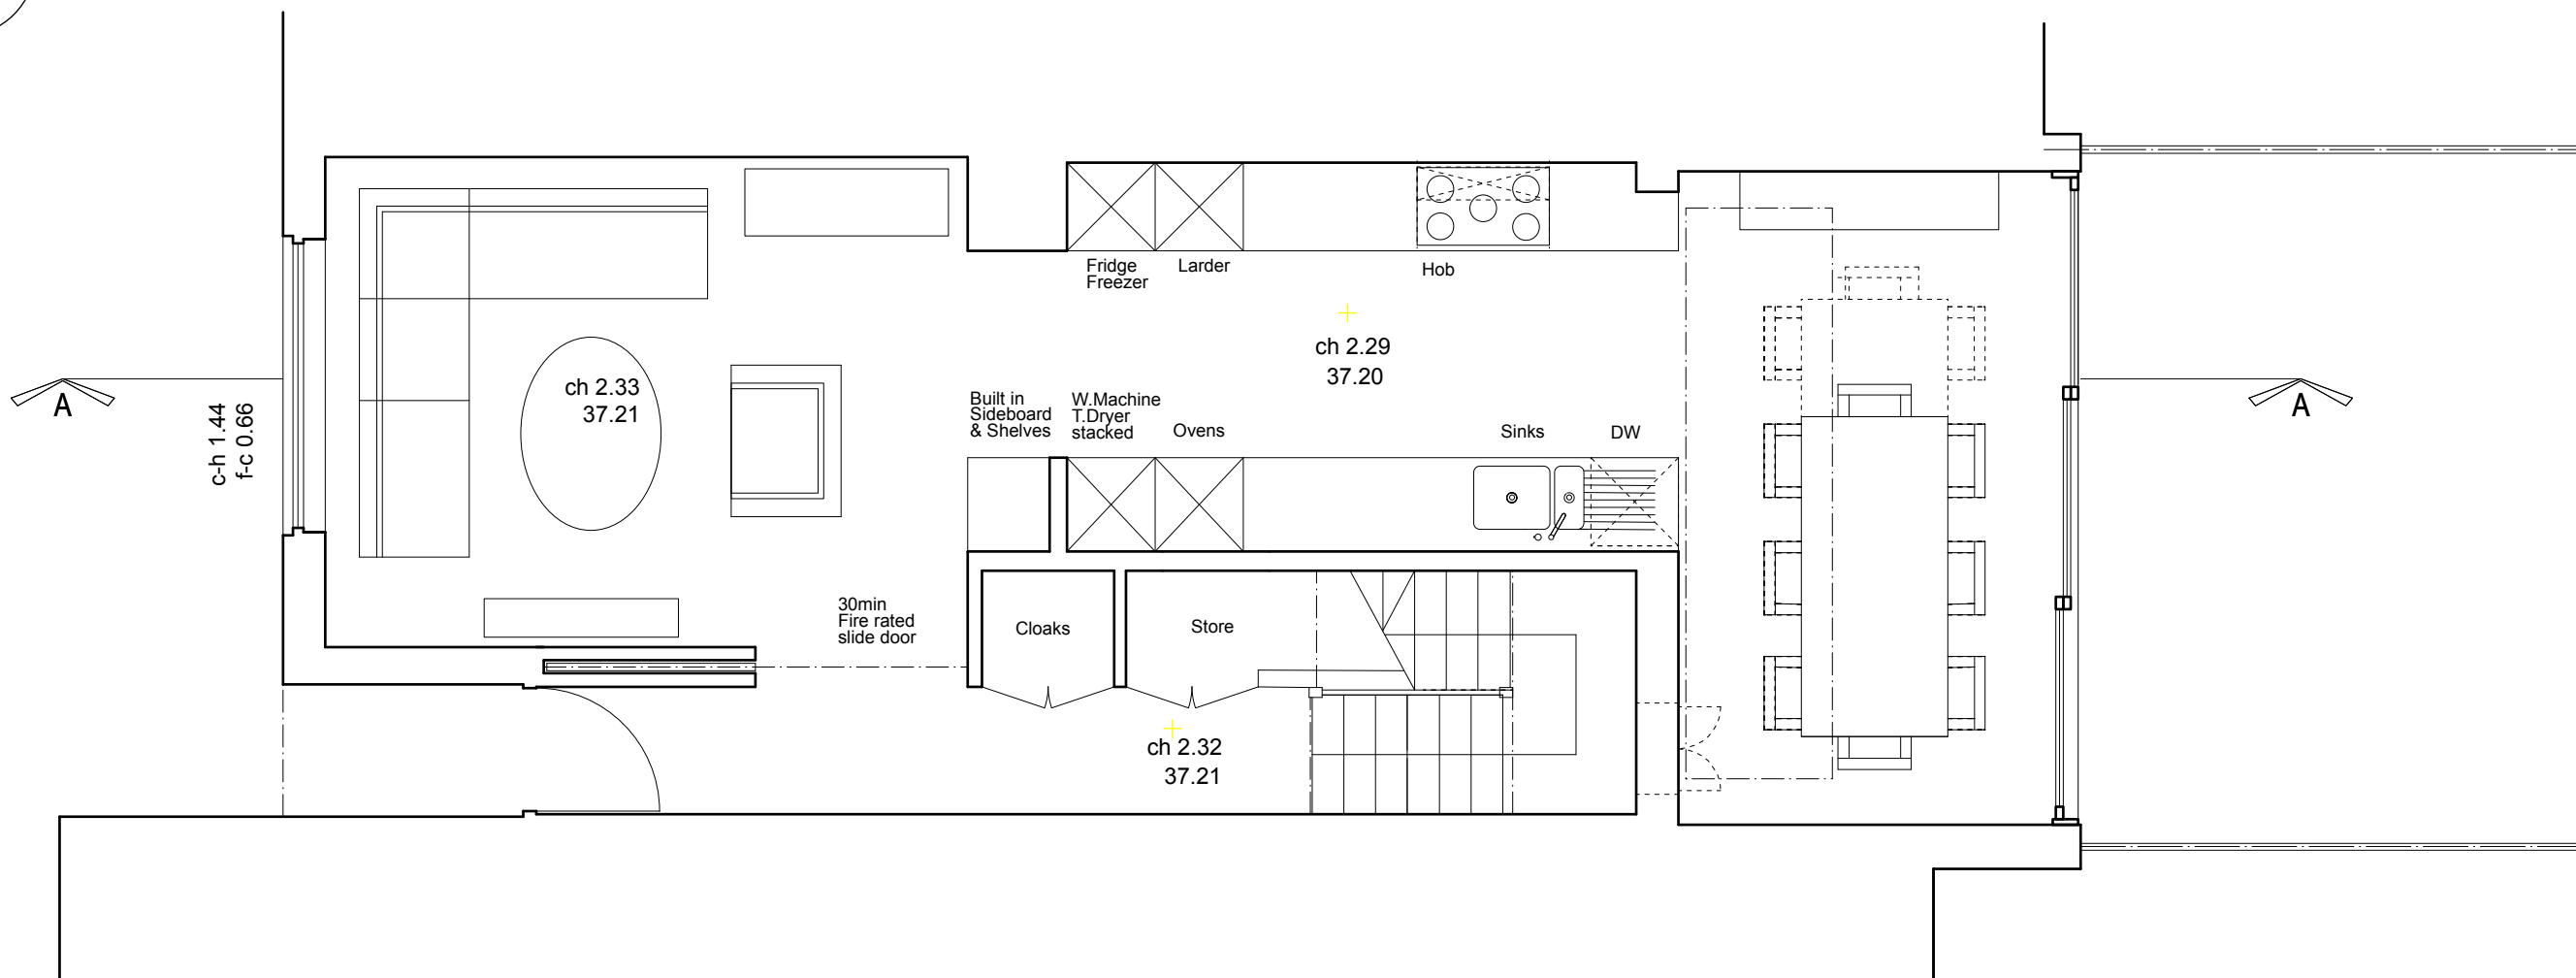 Fridge
Freezer
Larder
Hob
ch 2.29
37.20
ch 2.33
37.21
A
c-h 1.44
f-c 0.66
Built in
Sideboard
& Shelves
W.Machine
T.Dryer
stacked
Ovens
Sinks
DW
A
30min
Fire rated
slide door
Cloaks
Store
ch 2.32
37.21